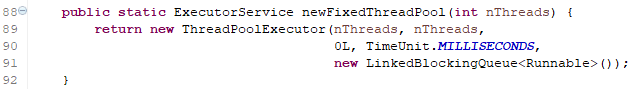 88 public static ExecutorService newFixedThreadPool(int nThreads) {
89 return new ThreadPoolExecutor(nThreads, nThreads,
90 0L, TimeUnit.MILLISECONDS,
91 new LinkedBlockingQueue<Runnable>());
92 }